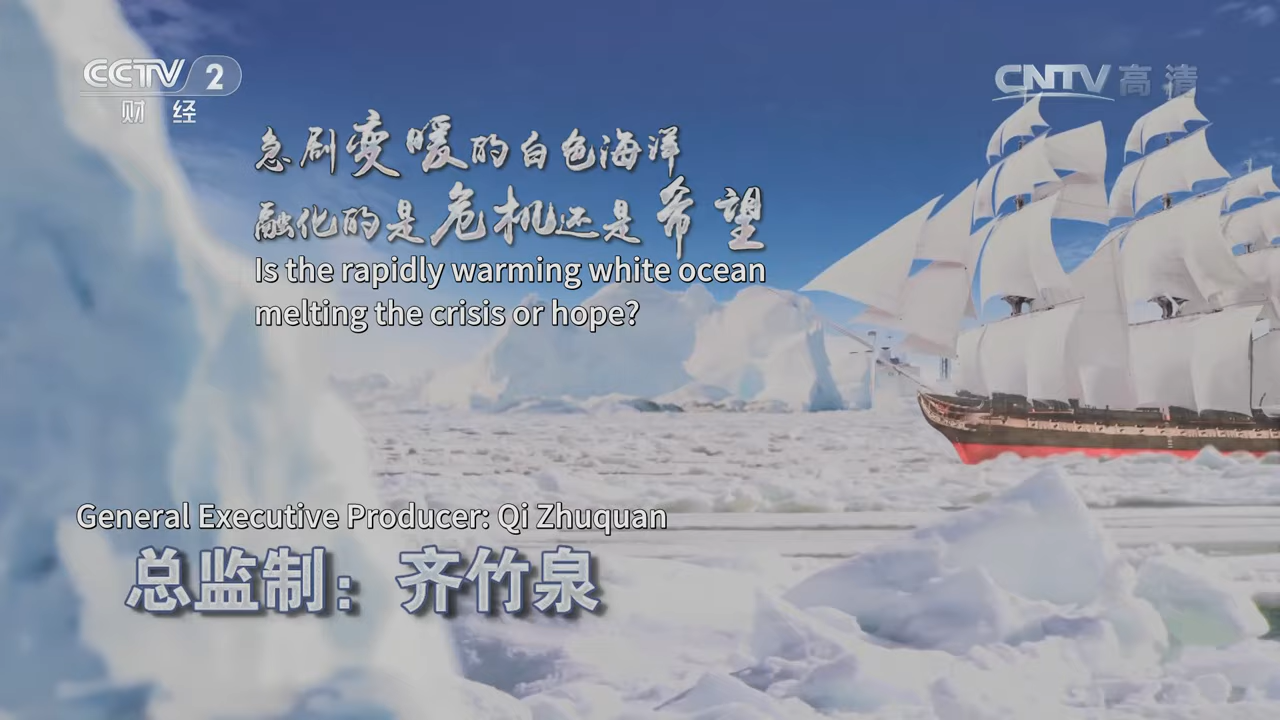 CCTV 2
财经
CNTV 高清
急剧变暖的白色海洋
融化的是危机还是希望
Is the rapidly warming white ocean
melting the crisis or hope?
General Executive Producer: Qi Zhuquan
总监制：齐竹泉